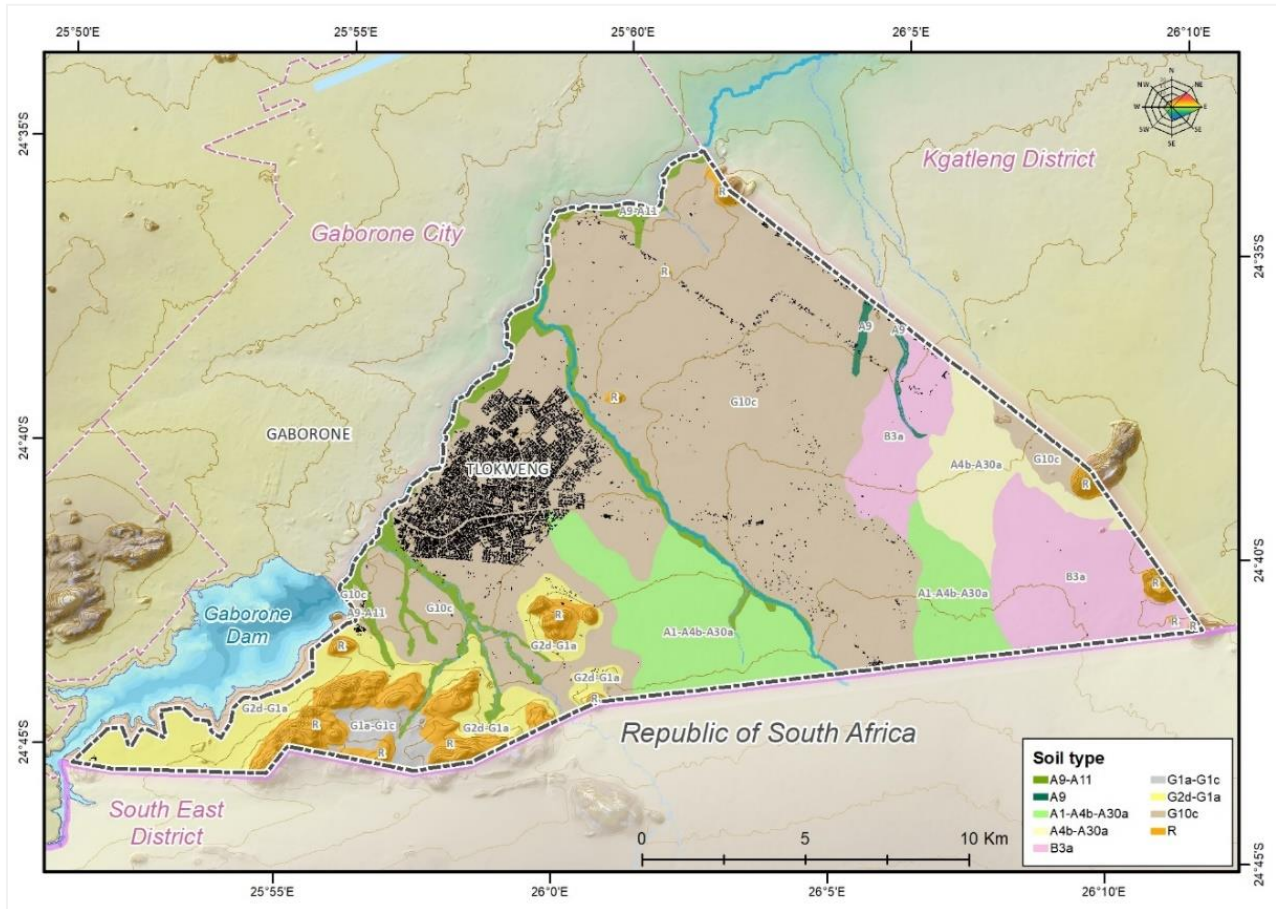 25°50'E
25°55'E
25°60'E
26°5'E
26°10'E
24°35'S
24°40'S
24°45'S
24°35'S
24°40'S
24°45'S
N
NE
E
SE
SE
SW
W
NW
Kgatleng District
Gaborone City
A9-A11
R
R
A9
A9
G10c
R
B3a
GABORONE
TLOKWENG
A4b-A30a
G10c
R
B3a
R
R
R
A1-A4b-A30a
A1-A4b-A30a
G10c
A9-A11
G10c
R
G2d-G1a
G2d-G1a
R
R
Gaborone
Dam
G2d-G1a
R
G1a-G1c
R
R
G2d-G1a
Republic of South Africa
South East
District
0
5
10 Km
Soil type
A9-A11
A9
A1-A4b-A30a
A4b-A30a
B3a
G1a-G1c
G2d-G1a
G10c
R
25°55'E
26°0'E
26°5'E
26°10'E